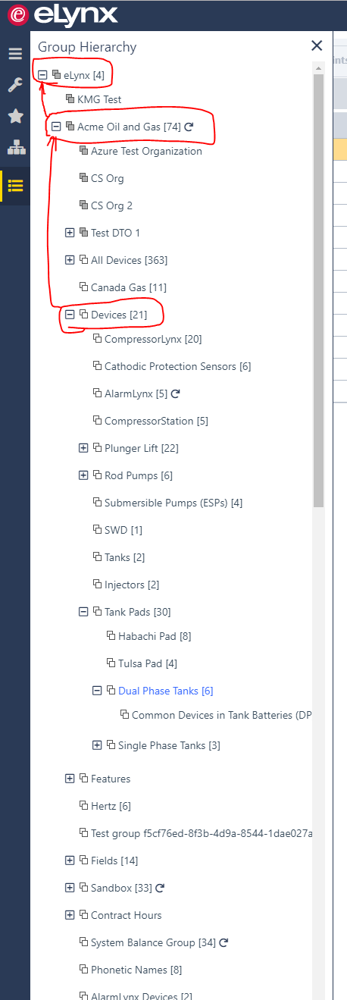 eLynx
Group Hierarchy
eLynx [4]
KMG Test
Acme Oil and Gas [74]
Azure Test Organization
CS Org
CS Org 2
Test DTO 1
All Devices [363]
Canada Gas [11]
Devices [21]
CompressorLynx [20]
Cathodic Protection Sensors [6]
AlarmLynx [5]
CompressorStation [5]
Plunger Lift [22]
Rod Pumps [6]
Submersible Pumps (ESPs) [4]
SWD [1]
Tanks [2]
Injectors [2]
Tank Pads [30]
Habachi Pad [8]
Tulsa Pad [4]
Dual Phase Tanks [6]
Common Devices in Tank Batteries (DP
Single Phase Tanks [3]
Features
Hertz [6]
Test group f5cf76ed-8f3b-4d9a-8544-1dae027a
Fields [14]
Sandbox [33]
Contract Hours
System Balance Group [34]
Phonetic Names [8]
AlarmLynx Devices [2]